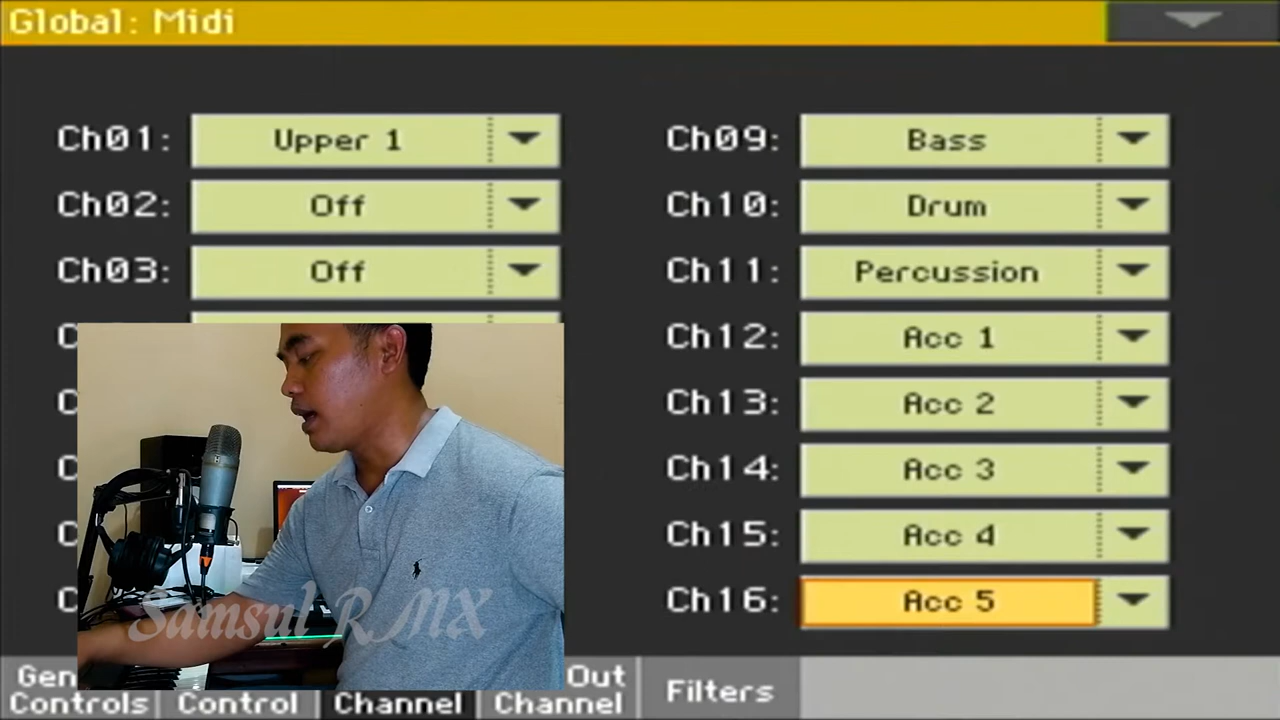 Global: Midi
Ch01: Upper 1
Ch02: Off
Ch03: Off
C
C
C
C
C
Ch09: Bass
Ch10: Drum
Ch11: Percussion
Ch12: Acc 1
Ch13: Acc 2
Ch14: Acc 3
Ch15: Acc 4
Ch16: Acc 5
Samsul RMX
Gen
Controls
Control
Channel
Out
Channel
Filters